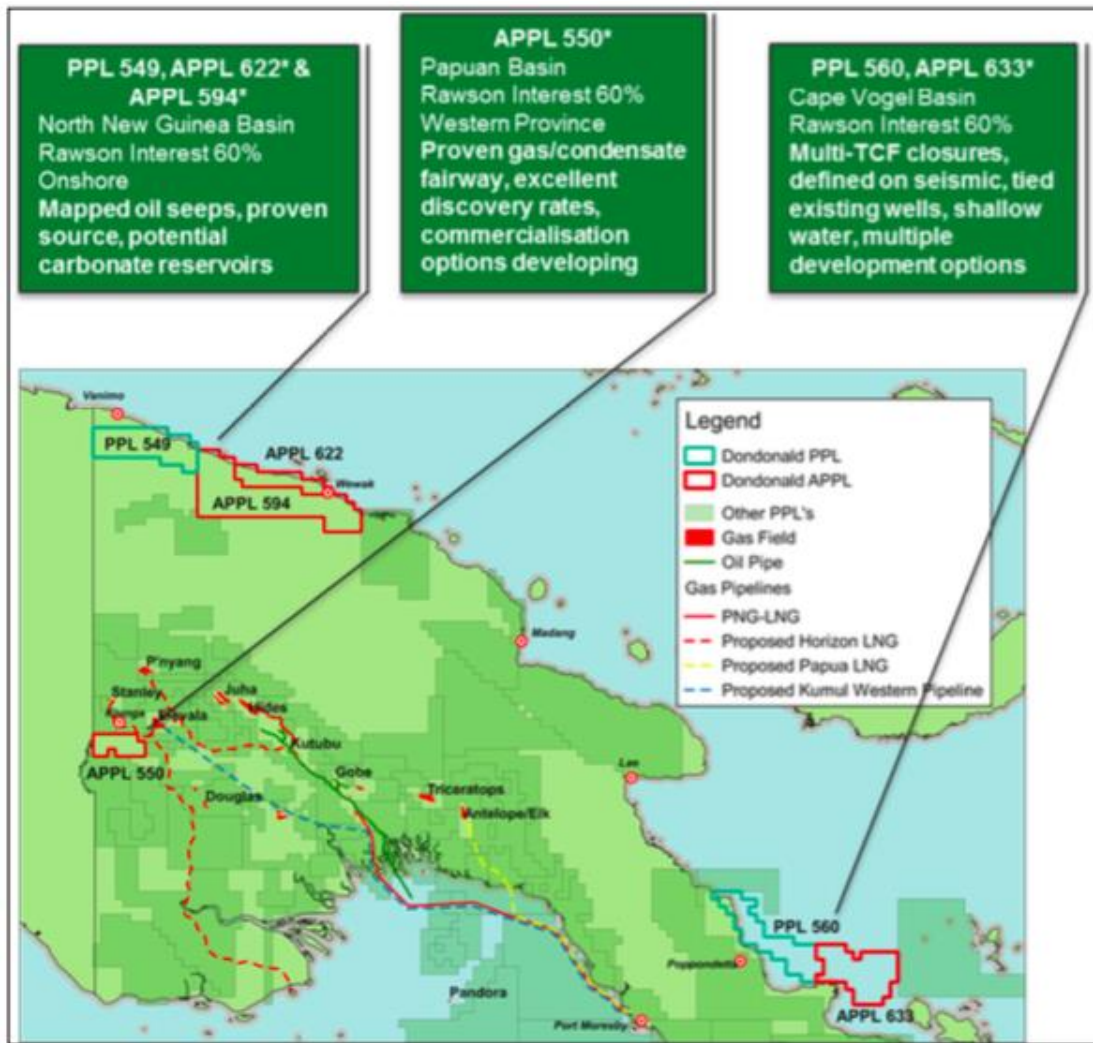 PPL 549, APPL 622* &
APPL 594*
North New Guinea Basin
Rawson Interest 60%
Onshore
Mapped oil seeps, proven
source, potential
carbonate reservoirs
APPL 550*
Papuan Basin
Rawson Interest 60%
Western Province
Proven gas/condensate
fairway, excellent
discovery rates,
commercialisation
options developing
PPL 560, APPL 633*
Cape Vogel Basin
Rawson Interest 60%
Multi-TCF closures,
defined on seismic, tied
existing wells, shallow
water, multiple
development options
Vanimo
PPL 549
APPL 622
Wewak
APPL 594
Madang
P'nyang
Stanley
Juha
Kutubu
APPL 550
Gobe
Douglas
Triceratops
Antelope/Elk
Lae
PPL 560
Poppondetta
APPL 633
Pandora
Port Moresby
Legend
Dondonald PPL
Dondonald APPL
Other PPL's
Gas Field
Oil Pipe
Gas Pipelines
PNG-LNG
Proposed Horizon LNG
Proposed Papua LNG
Proposed Kumul Western Pipeline